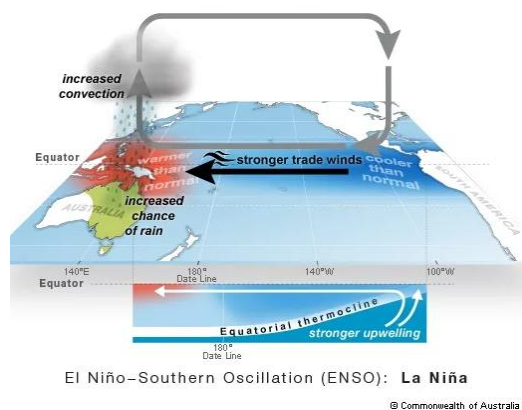 increased
convection
Equator
warmer
than
normal
stronger trade winds
cooler
than
normal
AUSTRALIA
increased
chance
of rain
SOUTH AMERICA
140°E
180°
Date Line
140°W
100°W
Equator
Equatorial thermocline
stronger upwelling
180°
Date Line
El Niño–Southern Oscillation (ENSO): La Niña
© Commonwealth of Australia